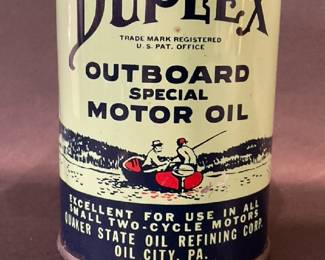 DUPLEX
TRADE MARK REGISTERED
U.S. PAT. OFFICE
OUTBOARD
SPECIAL
MOTOR OIL
EXCELLENT FOR USE IN ALL
SMALL TWO-CYCLE MOTORS
QUAKER STATE OIL REFINING CORP.
OIL CITY, PA.